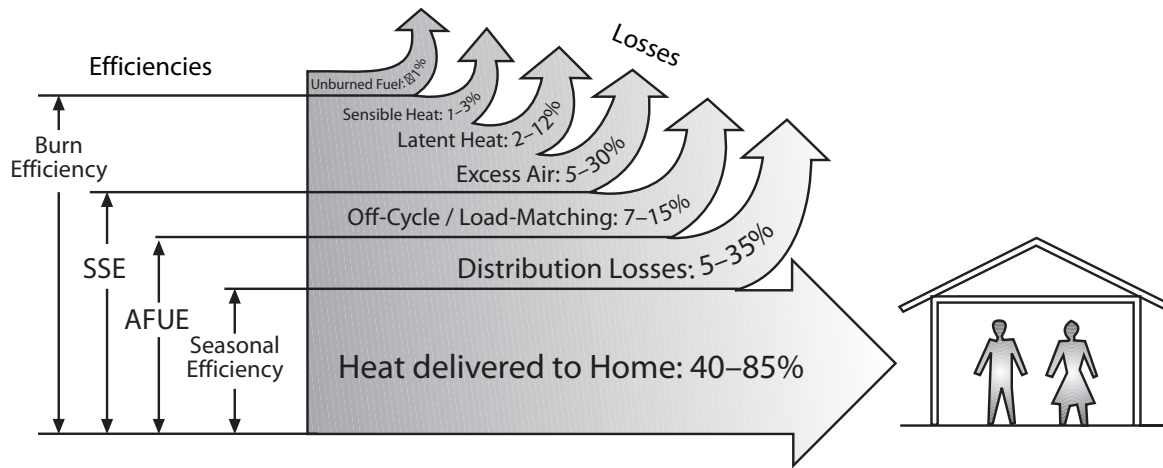 Efficiencies
Losses
Unburned Fuel: 1%
Burn
Efficiency
Sensible Heat: 1–3%
Latent Heat: 2–12%
Excess Air: 5–30%
SSE
Off-Cycle / Load-Matching: 7–15%
AFUE
Distribution Losses: 5–35%
Seasonal
Efficiency
Heat delivered to Home: 40–85%